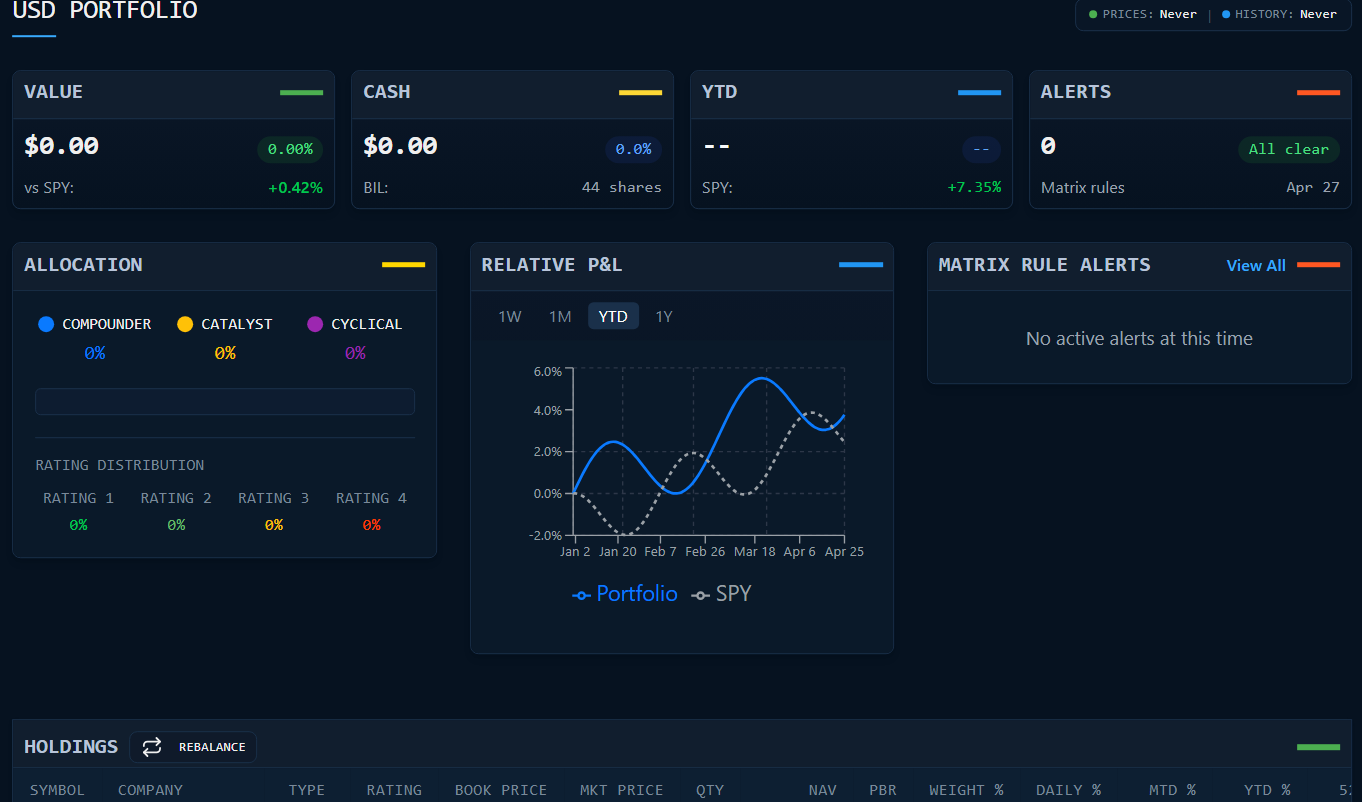 USD PORTFOLIO
PRICES: Never | HISTORY: Never
VALUE
$0.00 0.00%
vs SPY: +0.42%
CASH
$0.00 0.0%
BIL: 44 shares
YTD
-- --
SPY: +7.35%
ALERTS
0 All clear
Matrix rules Apr 27
ALLOCATION
COMPOUNDER CATALYST CYCLICAL
0% 0% 0%
RATING DISTRIBUTION
RATING 1 RATING 2 RATING 3 RATING 4
0% 0% 0% 0%
RELATIVE P&L
1W 1M YTD 1Y
6.0%
4.0%
2.0%
0.0%
-2.0%
Jan 2 Jan 20 Feb 7 Feb 26 Mar 18 Apr 6 Apr 25
Portfolio SPY
MATRIX RULE ALERTS View All
No active alerts at this time
HOLDINGS REBALANCE
SYMBOL COMPANY TYPE RATING BOOK PRICE MKT PRICE QTY NAV PBR WEIGHT % DAILY % MTD % YTD %